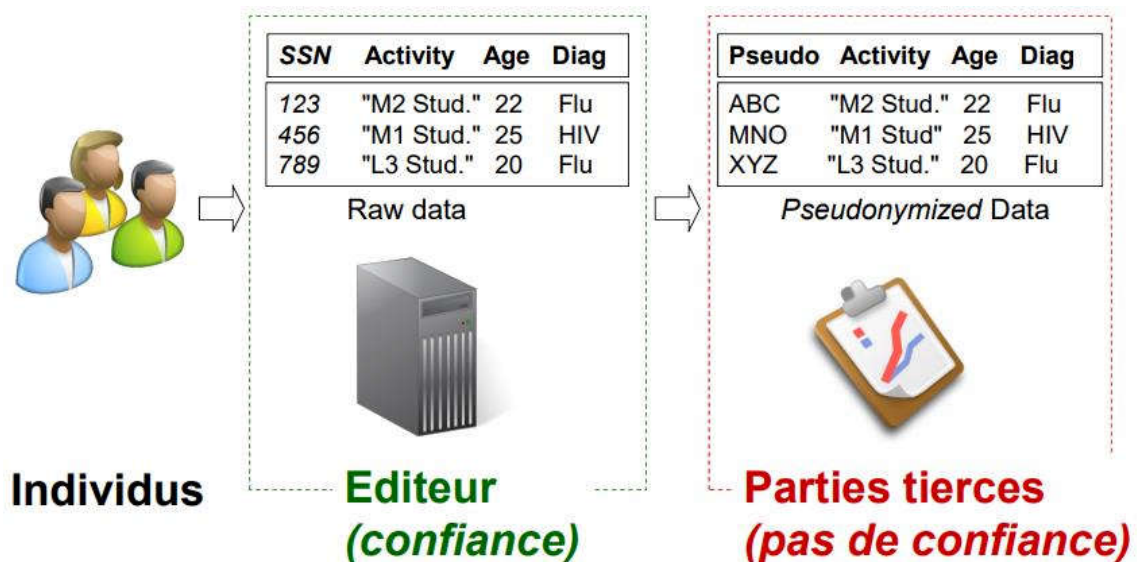 SSN Activity Age Diag
123 "M2 Stud." 22 Flu
456 "M1 Stud." 25 HIV
789 "L3 Stud." 20 Flu
Raw data
Pseudo Activity Age Diag
ABC "M2 Stud." 22 Flu
MNO "M1 Stud" 25 HIV
XYZ "L3 Stud." 20 Flu
Pseudonymized Data
Individus
Editeur
(confiance)
Parties tierces
(pas de confiance)